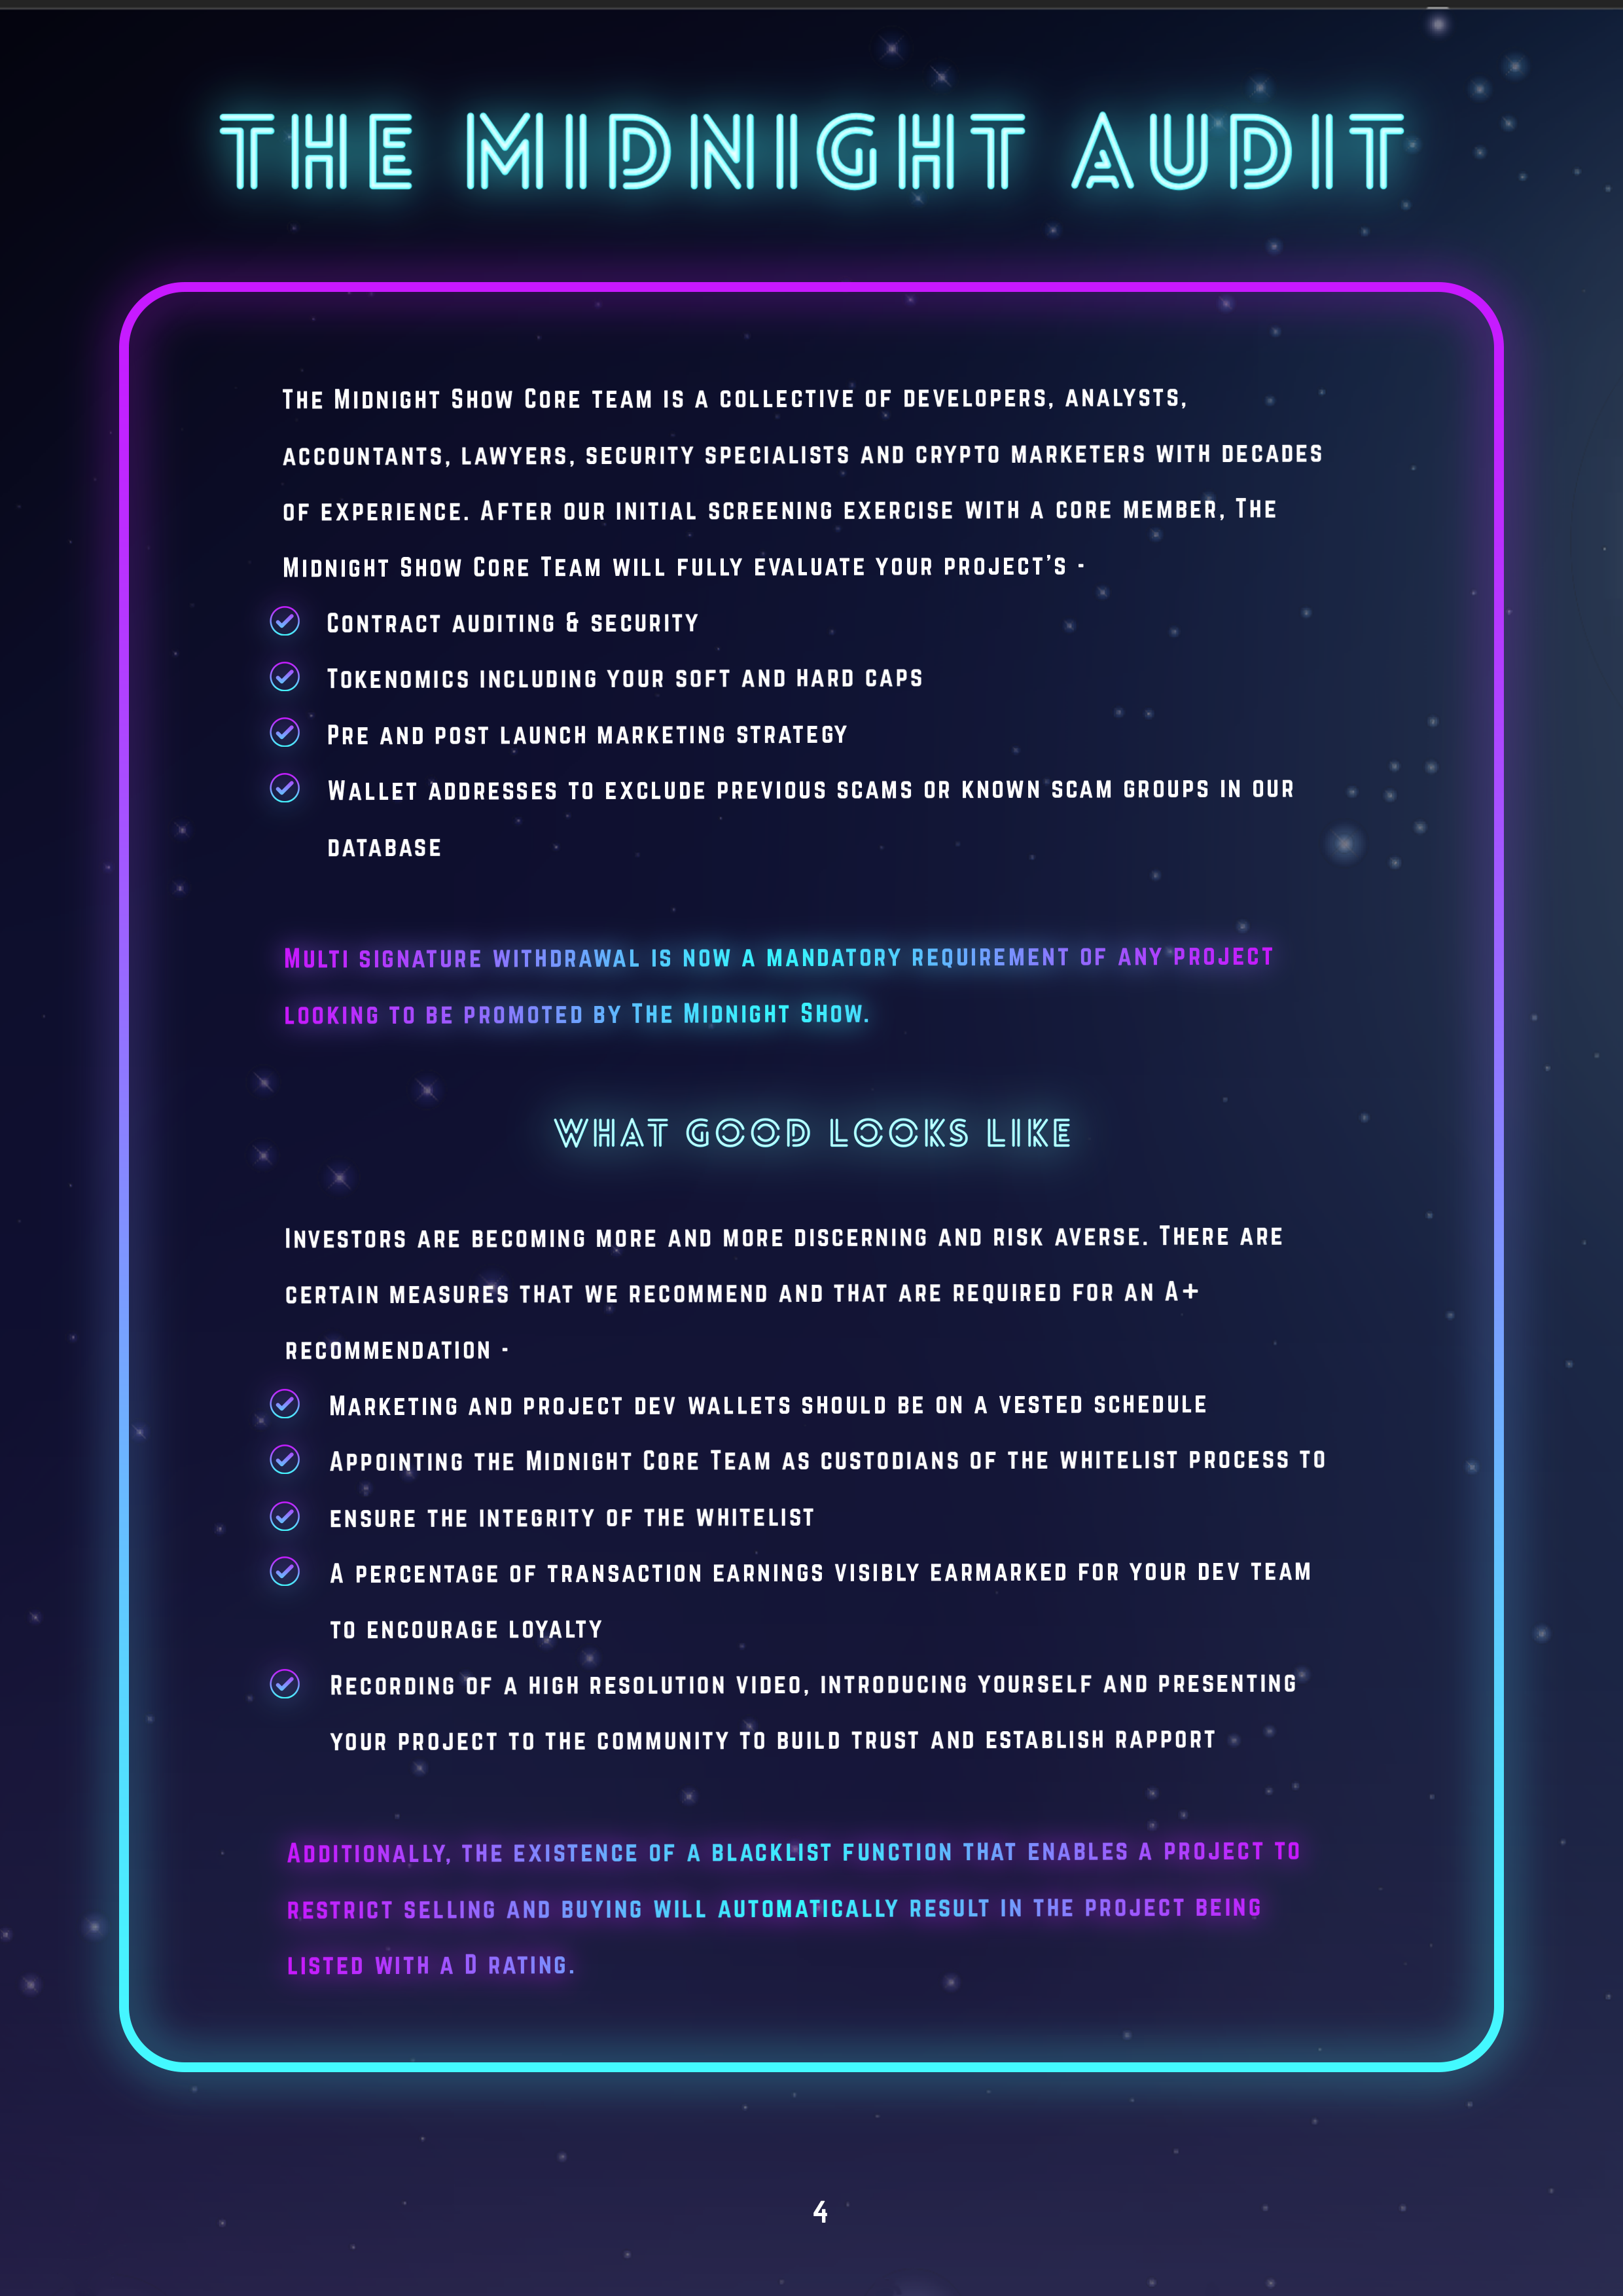 THE MIDNIGHT AUDIT
The Midnight Show Core team is a collective of developers, analysts,
accountants, lawyers, security specialists and crypto marketers with decades
of experience. After our initial screening exercise with a core member, The
Midnight Show Core Team will fully evaluate your project's -
Contract auditing & security
Tokenomics including your soft and hard caps
Pre and post launch marketing strategy
Wallet addresses to exclude previous scams or known scam groups in our
database
Multi signature withdrawal is now a mandatory requirement of any project
looking to be promoted by The Midnight Show.
WHAT GOOD LOOKS LIKE
Investors are becoming more and more discerning and risk averse. There are
certain measures that we recommend and that are required for an A+
recommendation -
Marketing and project dev wallets should be on a vested schedule
Appointing the Midnight Core Team as custodians of the whitelist process to
ensure the integrity of the whitelist
A percentage of transaction earnings visibly earmarked for your dev team
to encourage loyalty
Recording of a high resolution video, introducing yourself and presenting
your project to the community to build trust and establish rapport
Additionally, the existence of a blacklist function that enables a project to
restrict selling and buying will automatically result in the project being
listed with a D rating.
4